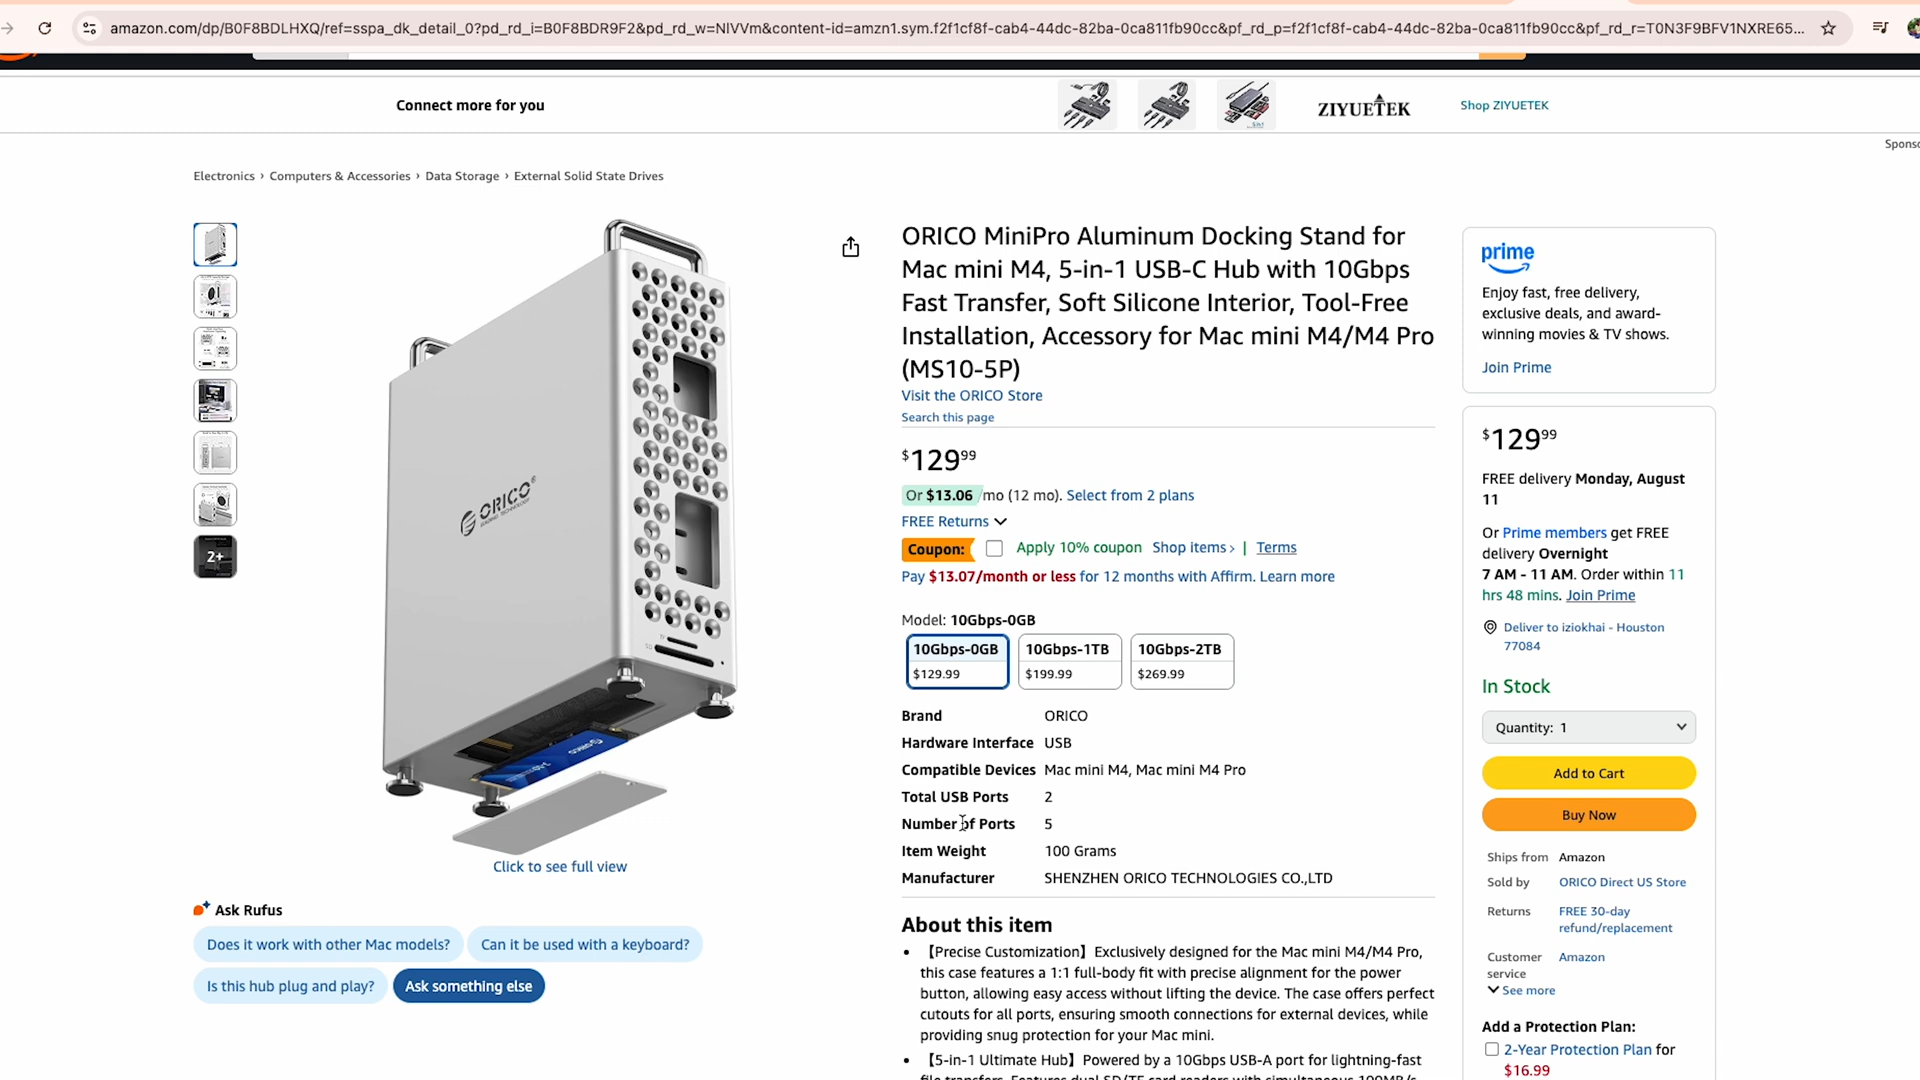 amazon.com/dp/B0F8BDLHXQ/ref=sspa_dk_detail_0?pd_rd_i=B0F8BDR9F2&pd_rd_w=NlVVm&content-id=amzn1.sym.f2f1cf8f-cab4-44dc-82ba-0ca811fb90cc&pf_rd_p=f2f1cf8f-cab4-44dc-82ba-0ca811fb90cc&pf_rd_r=T0N3F9BFV1NXRE65...
Connect more for you
ZIYUETEK
Shop ZIYUETEK
Electronics › Computers & Accessories › Data Storage › External Solid State Drives
2+
ORICO
Click to see full view
Ask Rufus
Does it work with other Mac models?
Can it be used with a keyboard?
Is this hub plug and play?
Ask something else
ORICO MiniPro Aluminum Docking Stand for
Mac mini M4, 5-in-1 USB-C Hub with 10Gbps
Fast Transfer, Soft Silicone Interior, Tool-Free
Installation, Accessory for Mac mini M4/M4 Pro
(MS10-5P)
Visit the ORICO Store
Search this page
$12999
Or $13.06 /mo (12 mo). Select from 2 plans
FREE Returns
Coupon: Apply 10% coupon Shop items › | Terms
Pay $13.07/month or less for 12 months with Affirm. Learn more
Model: 10Gbps-0GB
10Gbps-0GB
$129.99
10Gbps-1TB
$199.99
10Gbps-2TB
$269.99
Brand ORICO
Hardware Interface USB
Compatible Devices Mac mini M4, Mac mini M4 Pro
Total USB Ports 2
Number of Ports 5
Item Weight 100 Grams
Manufacturer SHENZHEN ORICO TECHNOLOGIES CO.,LTD
About this item
• 【Precise Customization】Exclusively designed for the Mac mini M4/M4 Pro,
this case features a 1:1 full-body fit with precise alignment for the power
button, allowing easy access without lifting the device. The case offers perfect
cutouts for all ports, ensuring smooth connections for external devices, while
providing snug protection for your Mac mini.
• 【5-in-1 Ultimate Hub】Powered by a 10Gbps USB-A port for lightning-fast
file transfers. Features dual SD/TF card readers with simultaneous 100MB/s
prime
Enjoy fast, free delivery,
exclusive deals, and award-
winning movies & TV shows.
Join Prime
$12999
FREE delivery Monday, August
11
Or Prime members get FREE
delivery Overnight
7 AM - 11 AM. Order within 11
hrs 48 mins. Join Prime
Deliver to iziokhai - Houston
77084
In Stock
Quantity: 1
Add to Cart
Buy Now
Ships from Amazon
Sold by ORICO Direct US Store
Returns FREE 30-day
refund/replacement
Customer
service Amazon
See more
Add a Protection Plan:
2-Year Protection Plan for
$16.99